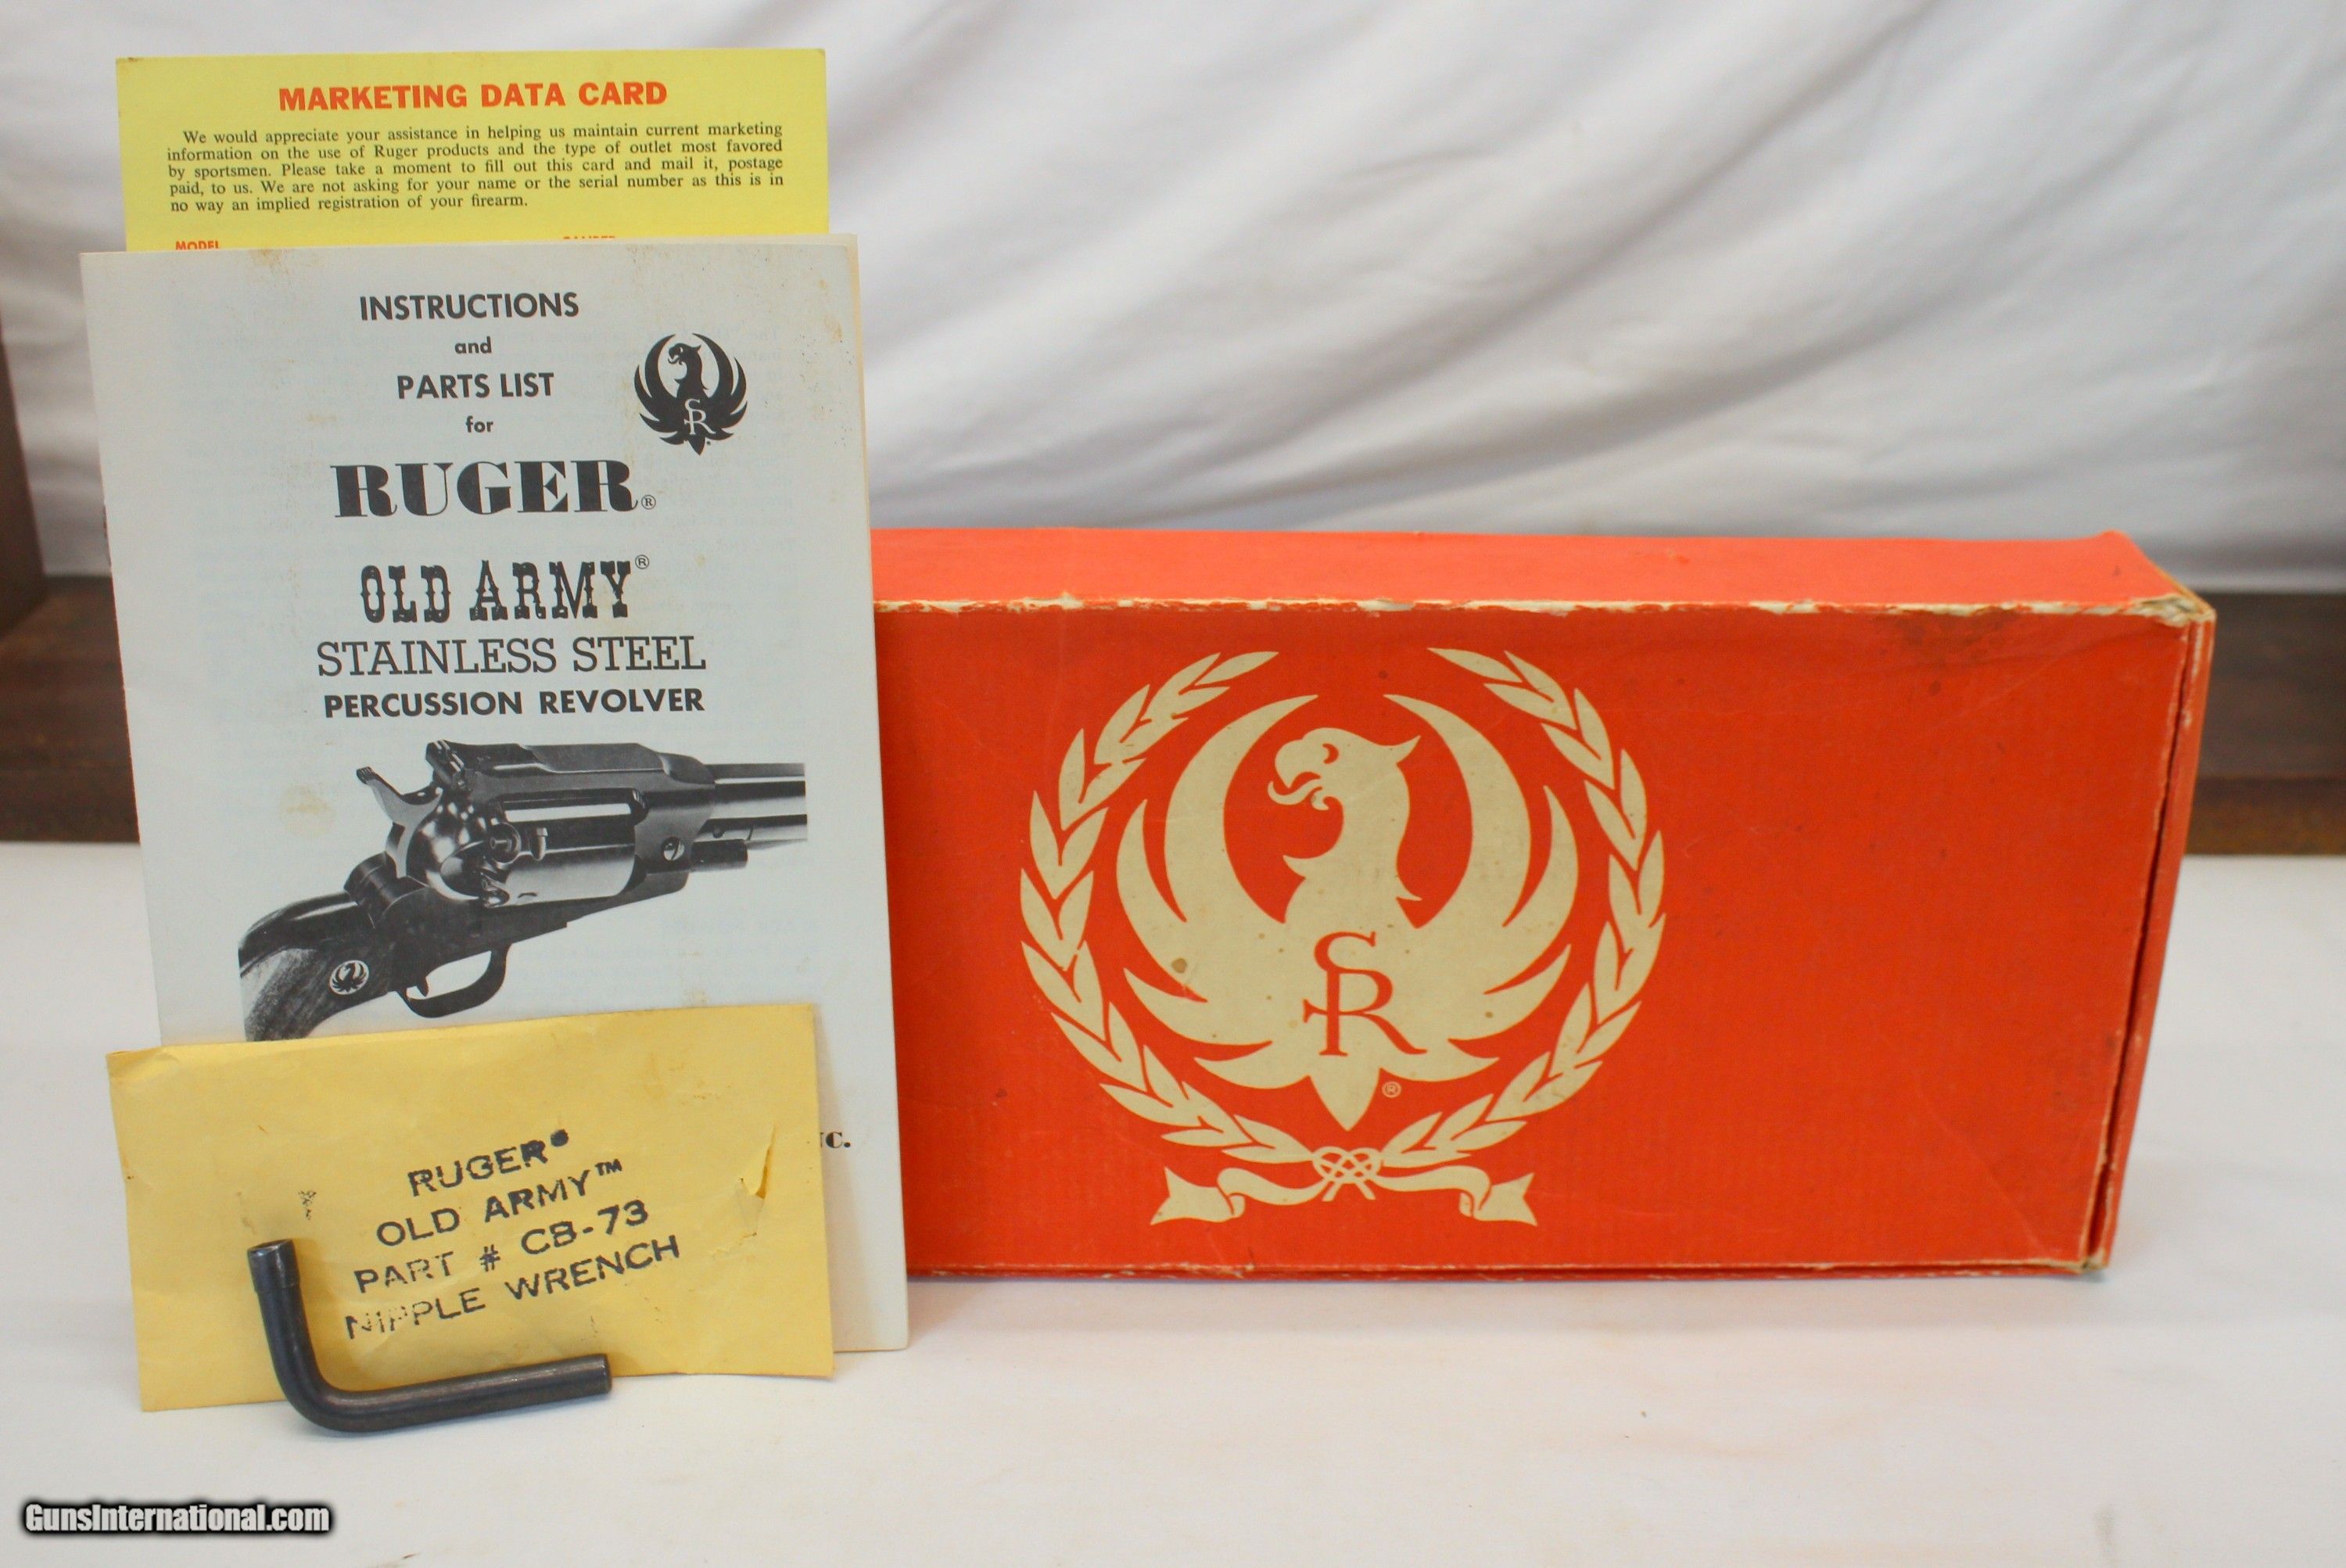 MARKETING DATA CARD
We would appreciate your assistance in helping us maintain current marketing
information on the use of Ruger products and the type of outlet most favored
by sportsmen. Please take a moment to fill out this card and mail it, postage
paid, to us. We are not asking for your name or the serial number as this is in
no way an implied registration of your firearm.
MODEL
INSTRUCTIONS
and
PARTS LIST
for
RUGER®
OLD ARMY®
STAINLESS STEEL
PERCUSSION REVOLVER
SR
RUGER®
OLD ARMY™
PART # CB-73
NIPPLE WRENCH
SR
®
GunsInternational.com